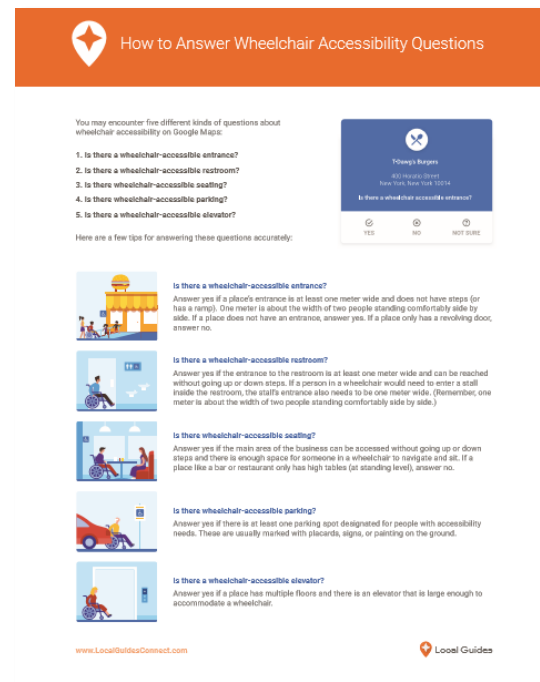 How to Answer Wheelchair Accessibility Questions
You may encounter five different kinds of questions about
wheelchair accessibility on Google Maps:
1. Is there a wheelchair-accessible entrance?
2. Is there a wheelchair-accessible restroom?
3. Is there wheelchair-accessible seating?
4. Is there wheelchair-accessible parking?
5. Is there a wheelchair-accessible elevator?
Here are a few tips for answering these questions accurately:
T-Dawg's Burgers
400 Horatio Street
New York, New York 10014
Is there a wheelchair accessible entrance?
YES
NO
NOT SURE
Is there a wheelchair-accessible entrance?
Answer yes if a place's entrance is at least one meter wide and does not have steps (or
has a ramp). One meter is about the width of two people standing comfortably side by
side. If a place does not have an entrance, answer yes. If a place only has a revolving door,
answer no.
Is there a wheelchair-accessible restroom?
Answer yes if the entrance to the restroom is at least one meter wide and can be reached
without going up or down steps. If a person in a wheelchair would need to enter a stall
inside the restroom, the stall's entrance also needs to be one meter wide. (Remember, one
meter is about the width of two people standing comfortably side by side.)
Is there wheelchair-accessible seating?
Answer yes if the main area of the business can be accessed without going up or down
steps and there is enough space for someone in a wheelchair to navigate and sit. If a
place like a bar or restaurant only has high tables (at standing level), answer no.
Is there wheelchair-accessible parking?
Answer yes if there is at least one parking spot designated for people with accessibility
needs. These are usually marked with placards, signs, or painting on the ground.
Is there a wheelchair-accessible elevator?
Answer yes if a place has multiple floors and there is an elevator that is large enough to
accommodate a wheelchair.
www.LocalGuidesConnect.com
Local Guides